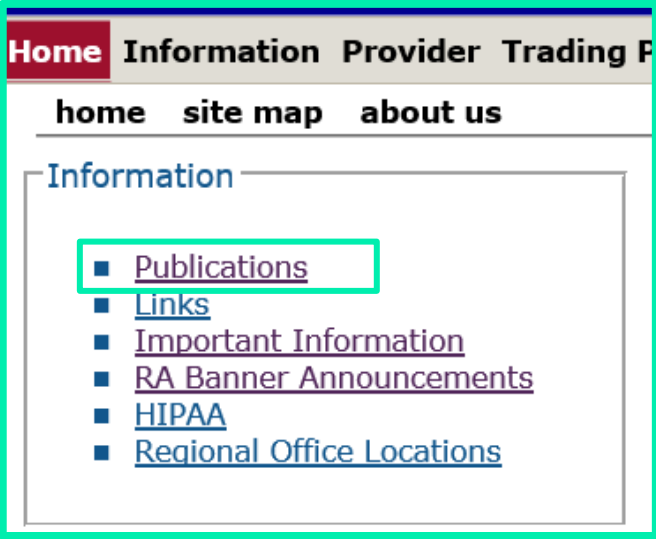 Home Information Provider Trading
home site map about us
Information
Publications
Links
Important Information
RA Banner Announcements
HIPAA
Regional Office Locations